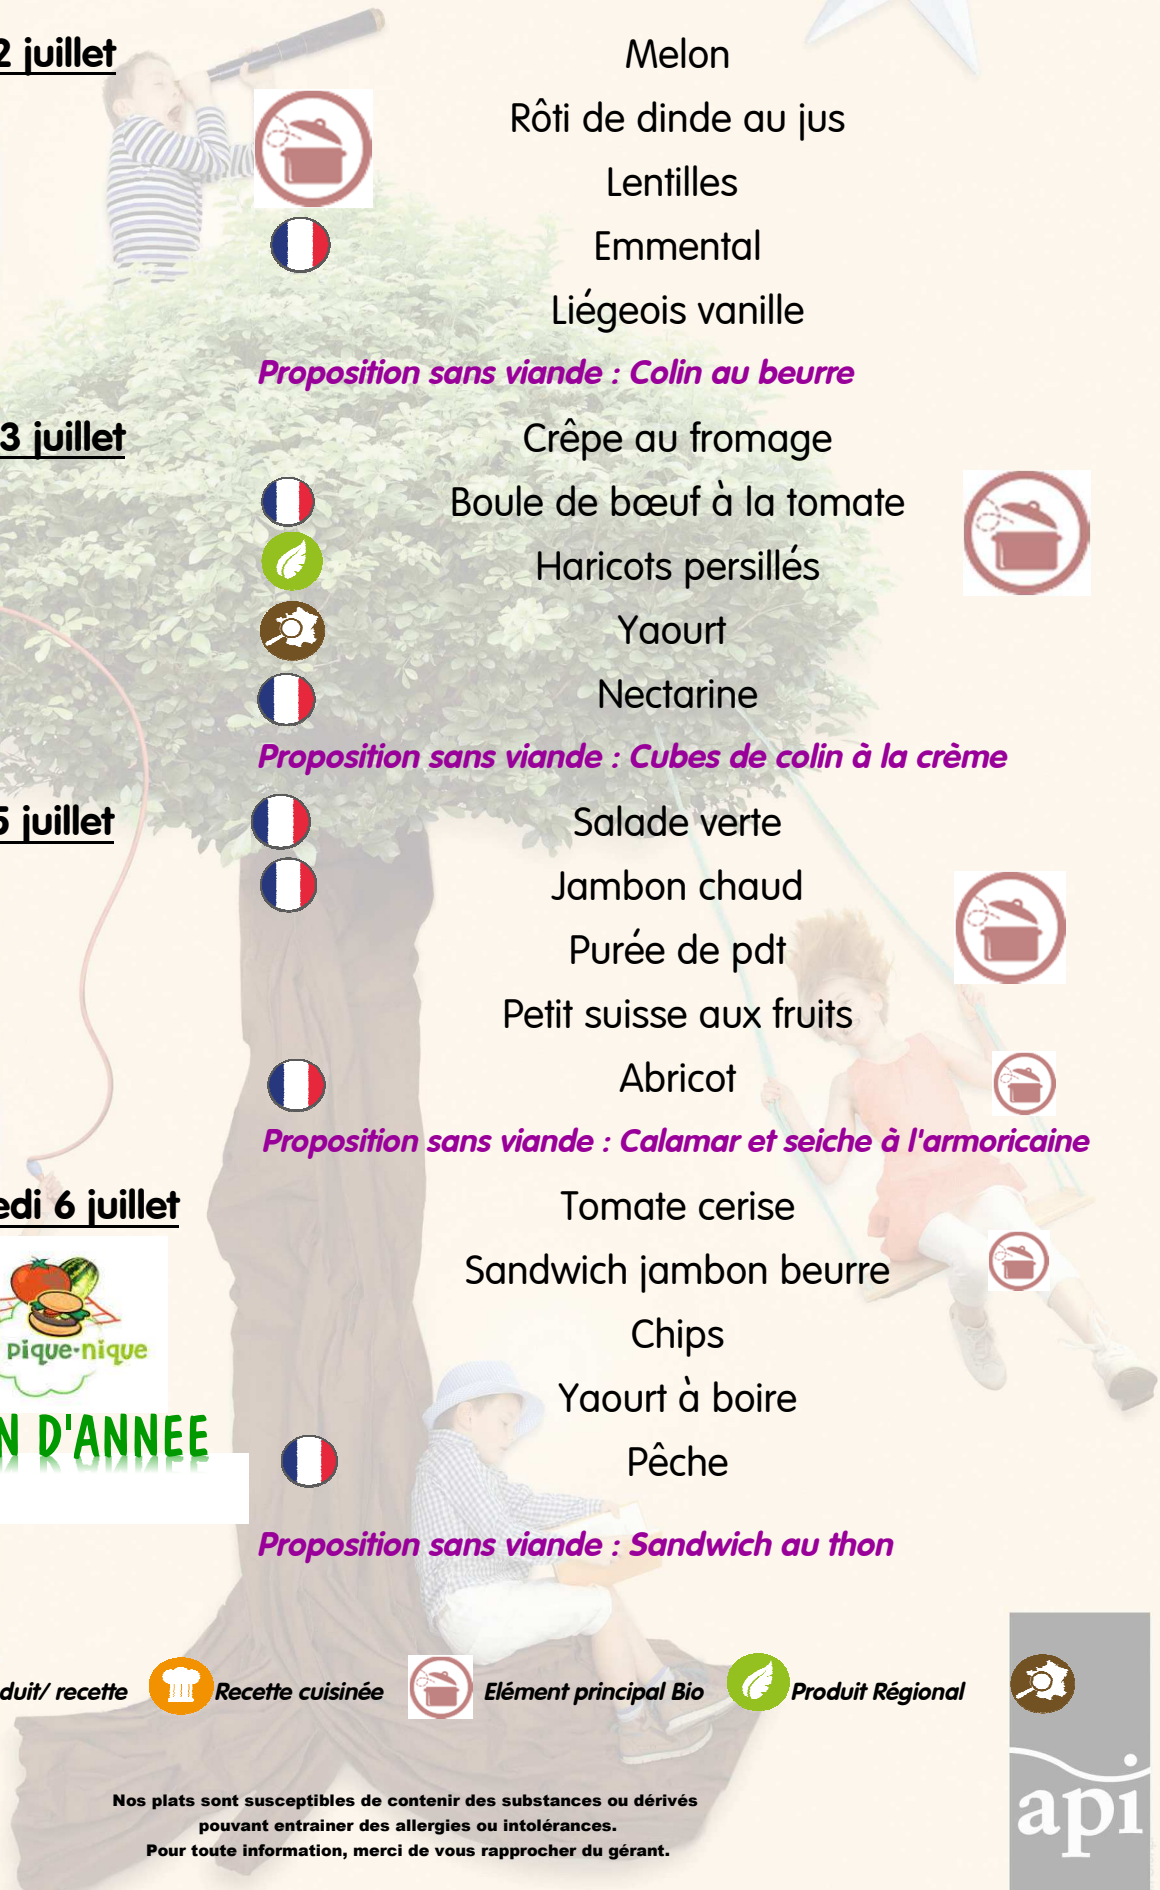 2 juillet
Melon
Rôti de dinde au jus
Lentilles
Emmental
Liégeois vanille
Proposition sans viande : Colin au beurre
3 juillet
Crêpe au fromage
Boule de bœuf à la tomate
Haricots persillés
Yaourt
Nectarine
Proposition sans viande : Cubes de colin à la crème
5 juillet
Salade verte
Jambon chaud
Purée de pdt
Petit suisse aux fruits
Abricot
Proposition sans viande : Calamar et seiche à l'armoricaine
edi 6 juillet
Tomate cerise
Sandwich jambon beurre
pique-nique
Chips
Yaourt à boire
N D'ANNEE
Pêche
Proposition sans viande : Sandwich au thon
duit/ recette Recette cuisinée Elément principal Bio Produit Régional
Nos plats sont susceptibles de contenir des substances ou dérivés
pouvant entrainer des allergies ou intolérances.
Pour toute information, merci de vous rapprocher du gérant.
api